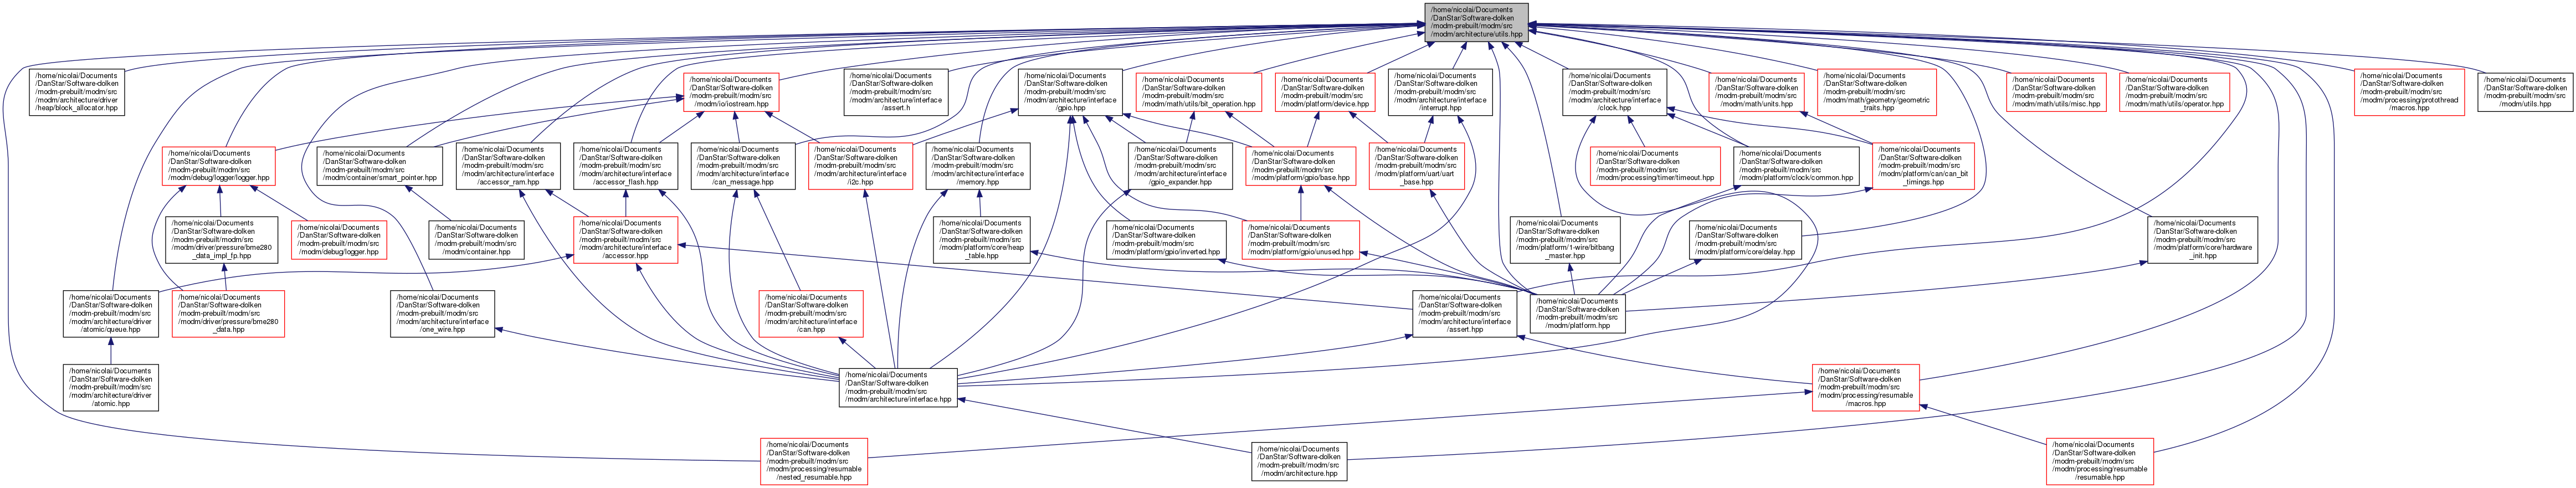 /home/nicolai/Documents
/DanStar/Software-dolken
/modm-prebuilt/modm/src
/modm/architecture/utils.hpp
/home/nicolai/Documents
/DanStar/Software-dolken
/modm-prebuilt/modm/src
/modm/architecture/driver
/heap/block_allocator.hpp
/home/nicolai/Documents
/DanStar/Software-dolken
/modm-prebuilt/modm/src
/modm/io/iostream.hpp
/home/nicolai/Documents
/DanStar/Software-dolken
/modm-prebuilt/modm/src
/modm/architecture/interface
/assert.h
/home/nicolai/Documents
/DanStar/Software-dolken
/modm-prebuilt/modm/src
/modm/architecture/interface
/gpio.hpp
/home/nicolai/Documents
/DanStar/Software-dolken
/modm-prebuilt/modm/src
/modm/math/utils/bit_operation.hpp
/home/nicolai/Documents
/DanStar/Software-dolken
/modm-prebuilt/modm/src
/modm/platform/device.hpp
/home/nicolai/Documents
/DanStar/Software-dolken
/modm-prebuilt/modm/src
/modm/architecture/interface
/interrupt.hpp
/home/nicolai/Documents
/DanStar/Software-dolken
/modm-prebuilt/modm/src
/modm/architecture/interface
/clock.hpp
/home/nicolai/Documents
/DanStar/Software-dolken
/modm-prebuilt/modm/src
/modm/math/units.hpp
/home/nicolai/Documents
/DanStar/Software-dolken
/modm-prebuilt/modm/src
/modm/math/geometry/geometric
_traits.hpp
/home/nicolai/Documents
/DanStar/Software-dolken
/modm-prebuilt/modm/src
/modm/math/utils/misc.hpp
/home/nicolai/Documents
/DanStar/Software-dolken
/modm-prebuilt/modm/src
/modm/math/utils/operator.hpp
/home/nicolai/Documents
/DanStar/Software-dolken
/modm-prebuilt/modm/src
/modm/processing/protothread
/macros.hpp
/home/nicolai/Documents
/DanStar/Software-dolken
/modm-prebuilt/modm/src
/modm/utils.hpp
/home/nicolai/Documents
/DanStar/Software-dolken
/modm-prebuilt/modm/src
/modm/debug/logger/logger.hpp
/home/nicolai/Documents
/DanStar/Software-dolken
/modm-prebuilt/modm/src
/modm/container/smart_pointer.hpp
/home/nicolai/Documents
/DanStar/Software-dolken
/modm-prebuilt/modm/src
/modm/architecture/interface
/accessor_ram.hpp
/home/nicolai/Documents
/DanStar/Software-dolken
/modm-prebuilt/modm/src
/modm/architecture/interface
/accessor_flash.hpp
/home/nicolai/Documents
/DanStar/Software-dolken
/modm-prebuilt/modm/src
/modm/architecture/interface
/can_message.hpp
/home/nicolai/Documents
/DanStar/Software-dolken
/modm-prebuilt/modm/src
/modm/architecture/interface
/i2c.hpp
/home/nicolai/Documents
/DanStar/Software-dolken
/modm-prebuilt/modm/src
/modm/architecture/interface
/memory.hpp
/home/nicolai/Documents
/DanStar/Software-dolken
/modm-prebuilt/modm/src
/modm/architecture/interface
/gpio_expander.hpp
/home/nicolai/Documents
/DanStar/Software-dolken
/modm-prebuilt/modm/src
/modm/platform/gpio/base.hpp
/home/nicolai/Documents
/DanStar/Software-dolken
/modm-prebuilt/modm/src
/modm/platform/uart/uart
_base.hpp
/home/nicolai/Documents
/DanStar/Software-dolken
/modm-prebuilt/modm/src
/modm/processing/timer/timeout.hpp
/home/nicolai/Documents
/DanStar/Software-dolken
/modm-prebuilt/modm/src
/modm/platform/clock/common.hpp
/home/nicolai/Documents
/DanStar/Software-dolken
/modm-prebuilt/modm/src
/modm/platform/can/can_bit
_timings.hpp
/home/nicolai/Documents
/DanStar/Software-dolken
/modm-prebuilt/modm/src
/modm/driver/pressure/bme280
_data_impl_fp.hpp
/home/nicolai/Documents
/DanStar/Software-dolken
/modm-prebuilt/modm/src
/modm/debug/logger.hpp
/home/nicolai/Documents
/DanStar/Software-dolken
/modm-prebuilt/modm/src
/modm/container.hpp
/home/nicolai/Documents
/DanStar/Software-dolken
/modm-prebuilt/modm/src
/modm/architecture/interface
/accessor.hpp
/home/nicolai/Documents
/DanStar/Software-dolken
/modm-prebuilt/modm/src
/modm/platform/core/heap
_table.hpp
/home/nicolai/Documents
/DanStar/Software-dolken
/modm-prebuilt/modm/src
/modm/platform/gpio/inverted.hpp
/home/nicolai/Documents
/DanStar/Software-dolken
/modm-prebuilt/modm/src
/modm/platform/gpio/unused.hpp
/home/nicolai/Documents
/DanStar/Software-dolken
/modm-prebuilt/modm/src
/modm/platform/1-wire/bitbang
_master.hpp
/home/nicolai/Documents
/DanStar/Software-dolken
/modm-prebuilt/modm/src
/modm/platform/core/delay.hpp
/home/nicolai/Documents
/DanStar/Software-dolken
/modm-prebuilt/modm/src
/modm/platform/core/hardware
_init.hpp
/home/nicolai/Documents
/DanStar/Software-dolken
/modm-prebuilt/modm/src
/modm/architecture/driver
/atomic/queue.hpp
/home/nicolai/Documents
/DanStar/Software-dolken
/modm-prebuilt/modm/src
/modm/driver/pressure/bme280
_data.hpp
/home/nicolai/Documents
/DanStar/Software-dolken
/modm-prebuilt/modm/src
/modm/architecture/interface
/one_wire.hpp
/home/nicolai/Documents
/DanStar/Software-dolken
/modm-prebuilt/modm/src
/modm/architecture/interface
/can.hpp
/home/nicolai/Documents
/DanStar/Software-dolken
/modm-prebuilt/modm/src
/modm/architecture/interface
/assert.hpp
/home/nicolai/Documents
/DanStar/Software-dolken
/modm-prebuilt/modm/src
/modm/platform.hpp
/home/nicolai/Documents
/DanStar/Software-dolken
/modm-prebuilt/modm/src
/modm/architecture/driver
/atomic.hpp
/home/nicolai/Documents
/DanStar/Software-dolken
/modm-prebuilt/modm/src
/modm/architecture/interface.hpp
/home/nicolai/Documents
/DanStar/Software-dolken
/modm-prebuilt/modm/src
/modm/processing/resumable
/macros.hpp
/home/nicolai/Documents
/DanStar/Software-dolken
/modm-prebuilt/modm/src
/modm/processing/resumable
/nested_resumable.hpp
/home/nicolai/Documents
/DanStar/Software-dolken
/modm-prebuilt/modm/src
/modm/architecture.hpp
/home/nicolai/Documents
/DanStar/Software-dolken
/modm-prebuilt/modm/src
/modm/processing/resumable
/resumable.hpp